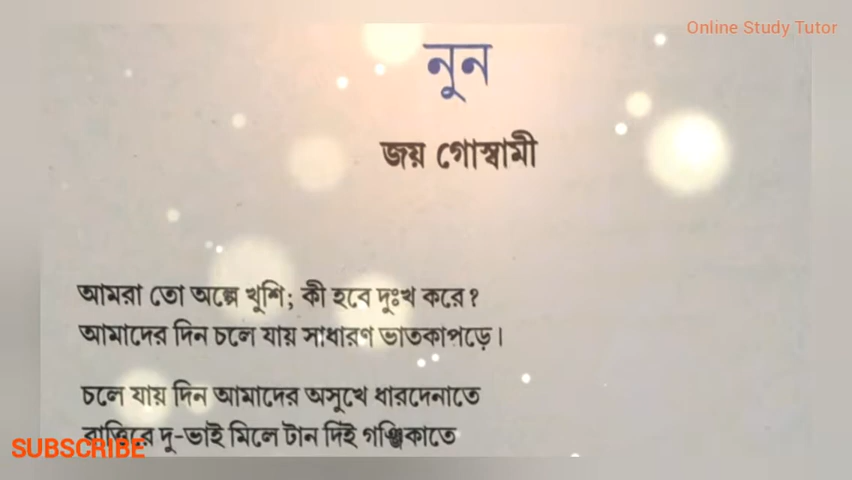 Online Study Tutor
নুন
জয় গোস্বামী
আমরা তো অল্পে খুশি; কী হবে দুঃখ করে?
আমাদের দিন চলে যায় সাধারণ ভাতকাপড়ে।
চলে যায় দিন আমাদের অসুখে ধারদেনাতে
রাত্তিরে দু-ভাই মিলে টান দিই গঞ্জিকাতে
SUBSCRIBE